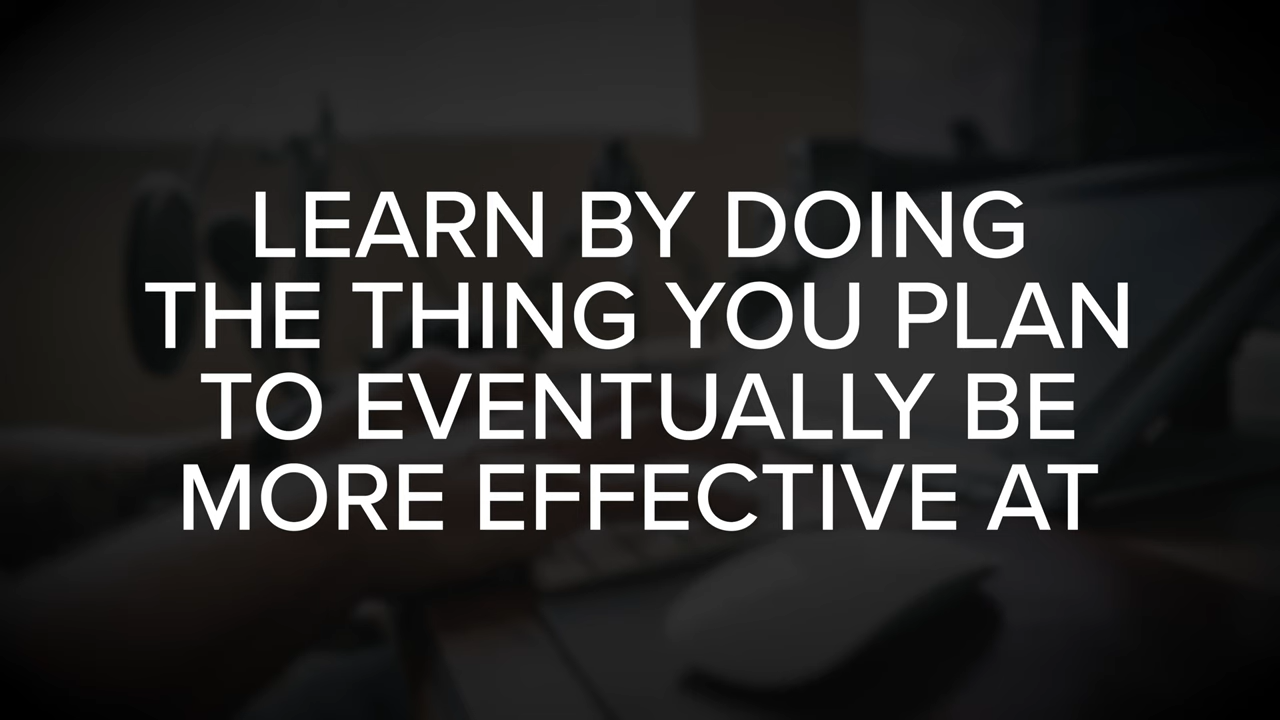 LEARN BY DOING
THE THING YOU PLAN
TO EVENTUALLY BE
MORE EFFECTIVE AT